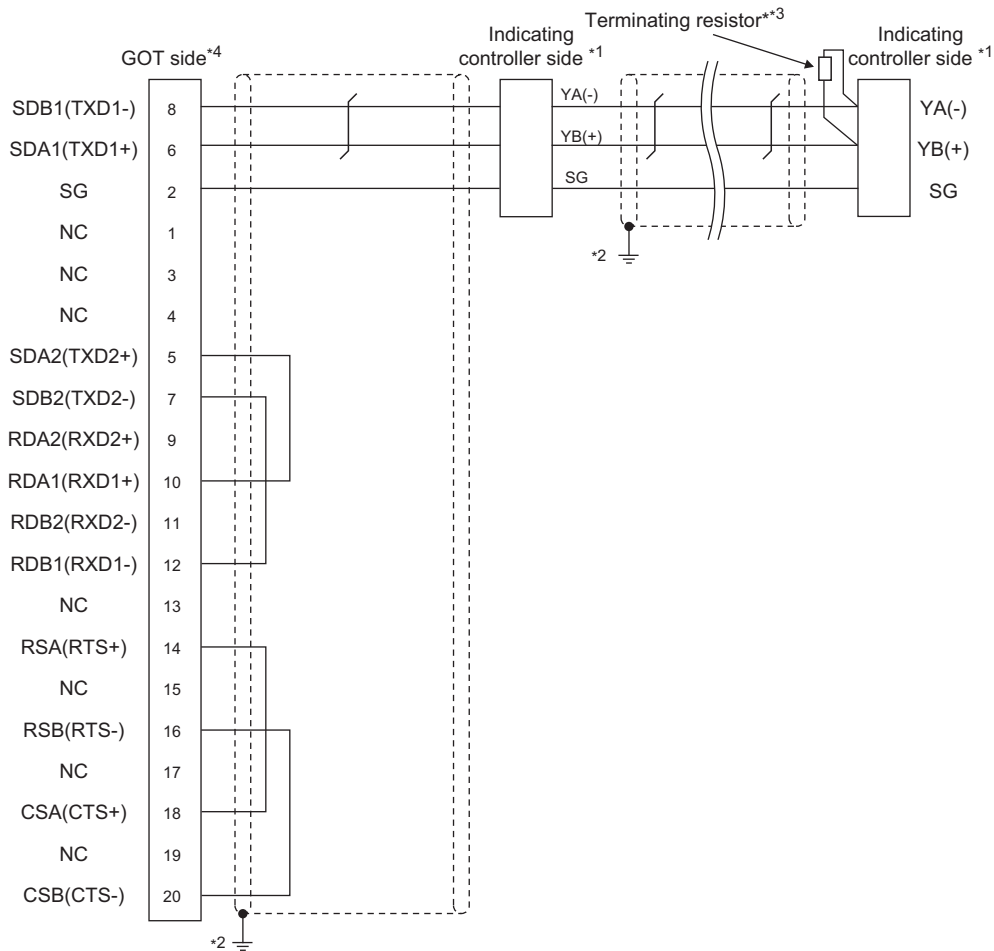 Terminating resistor**3
GOT side*4
Indicating
controller side *1
Indicating
controller side *1
SDB1(TXD1-) 8 YA(-) YA(-)
SDA1(TXD1+) 6 YB(+) YB(+)
SG 2 SG SG
NC 1
NC 3
*2
NC 4
SDA2(TXD2+) 5
SDB2(TXD2-) 7
RDA2(RXD2+) 9
RDA1(RXD1+) 10
RDB2(RXD2-) 11
RDB1(RXD1-) 12
NC 13
RSA(RTS+) 14
NC 15
RSB(RTS-) 16
NC 17
CSA(CTS+) 18
NC 19
CSB(CTS-) 20
*2